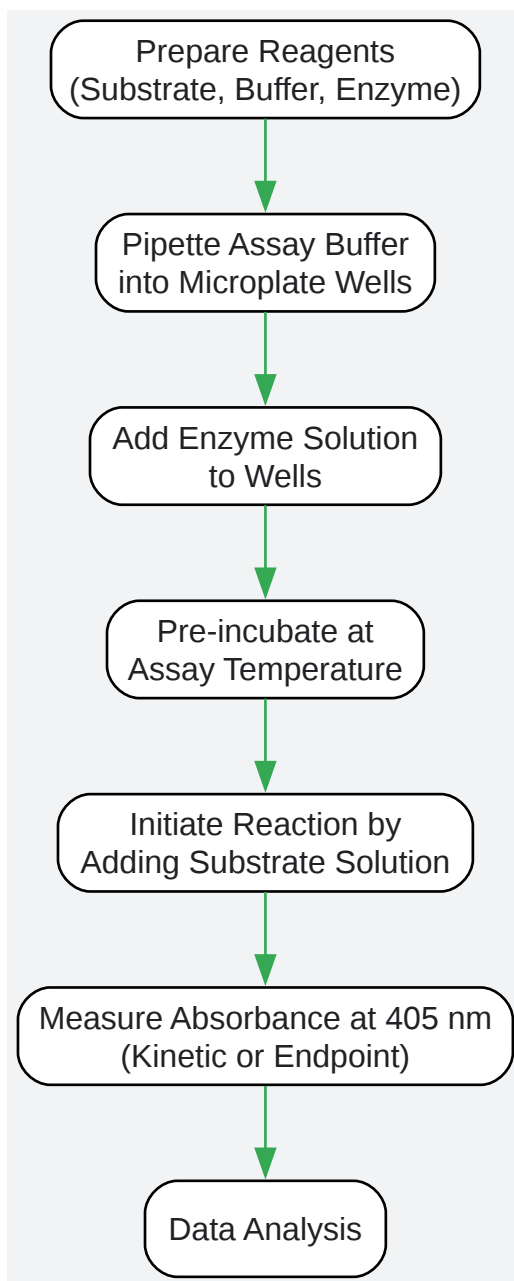 Prepare Reagents
(Substrate, Buffer, Enzyme)
Pipette Assay Buffer
into Microplate Wells
Add Enzyme Solution
to Wells
Pre-incubate at
Assay Temperature
Initiate Reaction by
Adding Substrate Solution
Measure Absorbance at 405 nm
(Kinetic or Endpoint)
Data Analysis